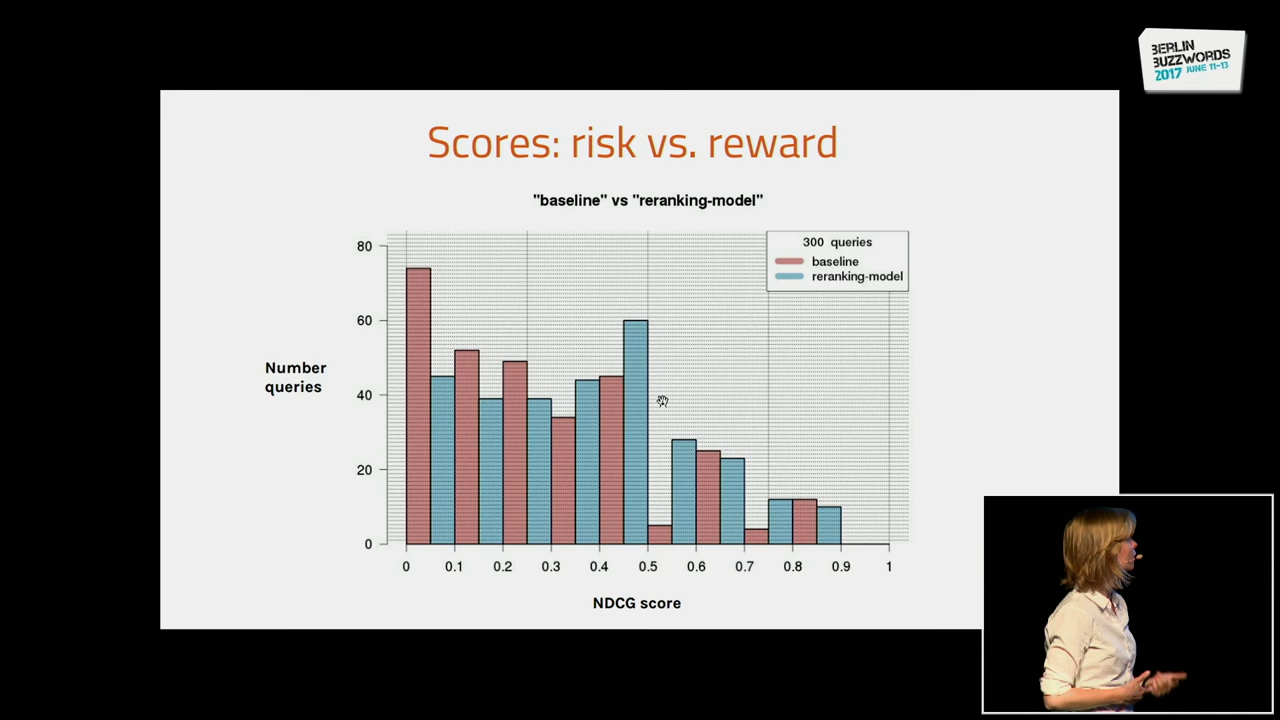 BERLIN
BUZZWORDS
2017 JUNE 11-13
Scores: risk vs. reward
"baseline" vs "reranking-model"
300 queries
baseline
reranking-model
Number
queries
80
60
40
20
0
0 0.1 0.2 0.3 0.4 0.5 0.6 0.7 0.8 0.9 1
NDCG score